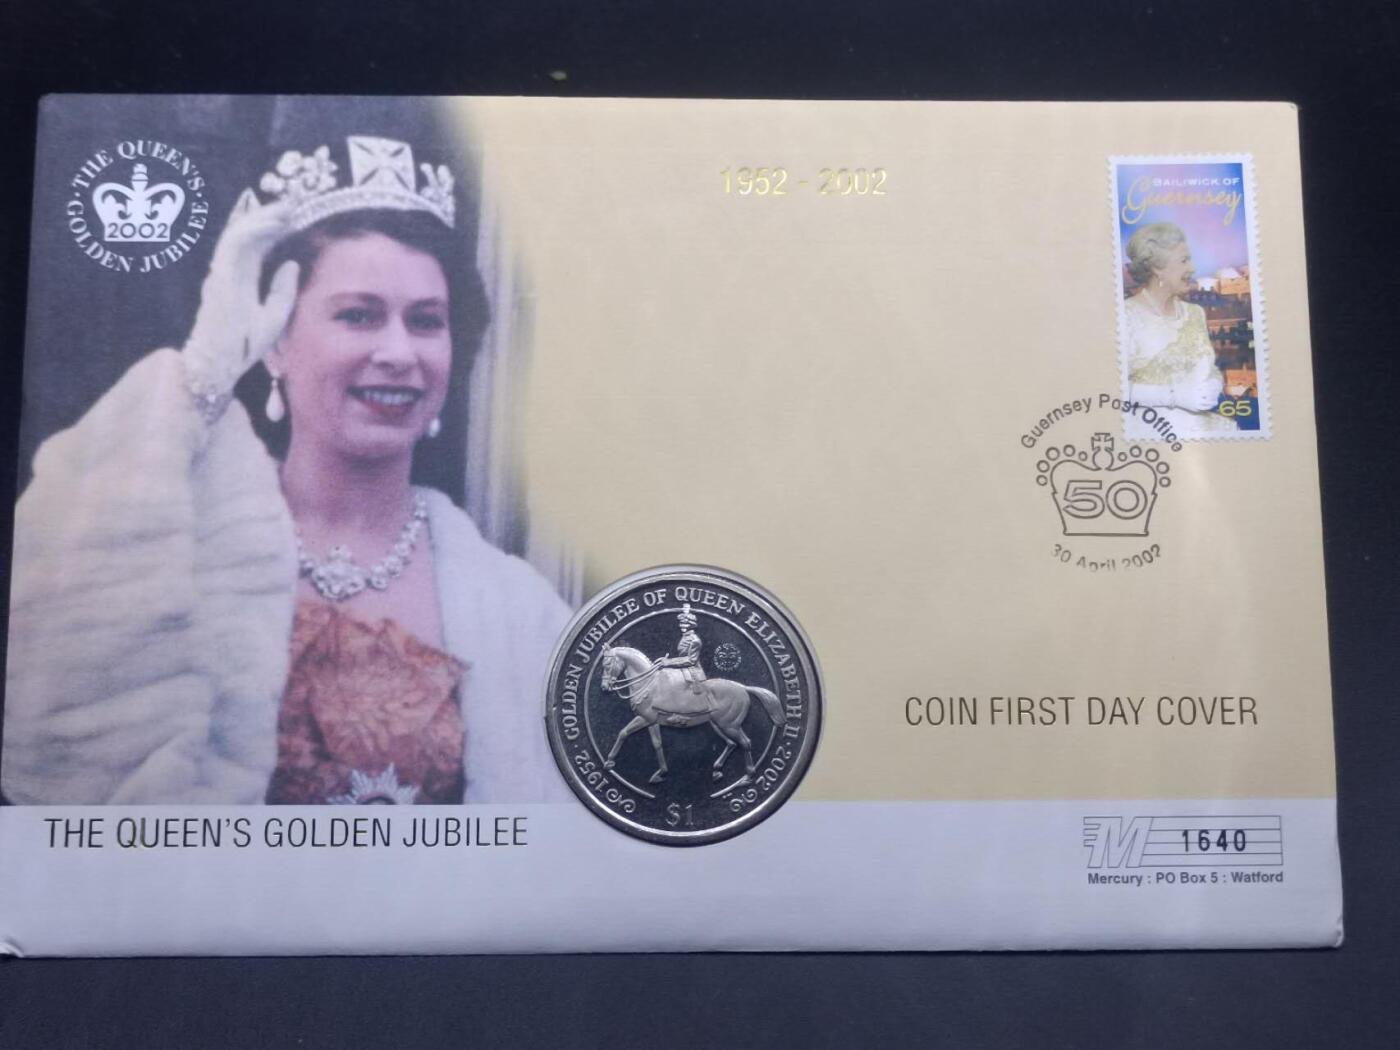 · THE QUEEN'S · GOLDEN JUBILEE
2002
1952 - 2002
BAILIWICK OF
Guernsey
65
Guernsey Post Office
50
30 April 2002
· 1952 · GOLDEN JUBILEE OF QUEEN ELIZABETH II · 2002
$1
COIN FIRST DAY COVER
THE QUEEN'S GOLDEN JUBILEE
M 1640
Mercury : PO Box 5 : Watford